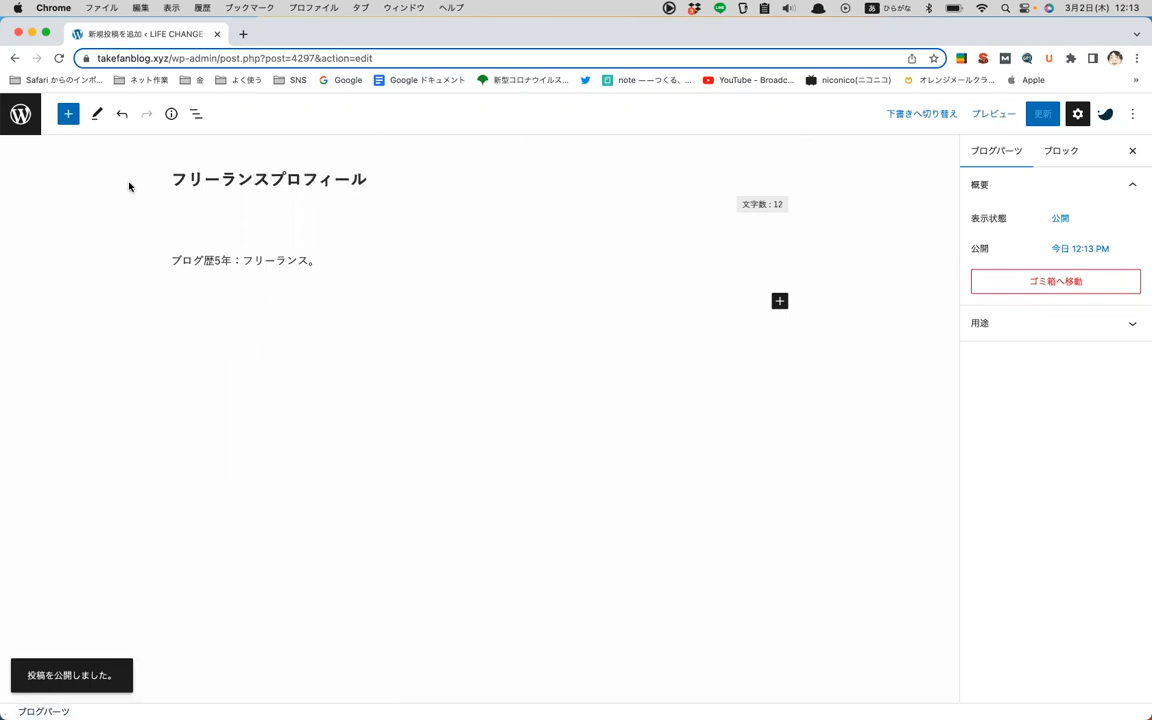 Chrome ファイル 編集 表示 履歴 ブックマーク プロファイル タブ ウィンドウ ヘルプ あ ひらがな 3月2日(木) 12:13
新規投稿を追加 ‹ LIFE CHANGE
takefanblog.xyz/wp-admin/post.php?post=4297&action=edit
Safari からのインポ... ネット作業 金 よく使う SNS Google Google ドキュメント 新型コロナウイルス... note ーーつくる、... YouTube - Broadc... niconico(ニコニコ) オレンジメールクラ... Apple
下書きへ切り替え プレビュー 更新
ブログパーツ ブロック
フリーランスプロフィール
概要
文字数 : 12
表示状態 公開
公開 今日 12:13 PM
ブログ歴5年：フリーランス。
ゴミ箱へ移動
用途
投稿を公開しました。
ブログパーツ